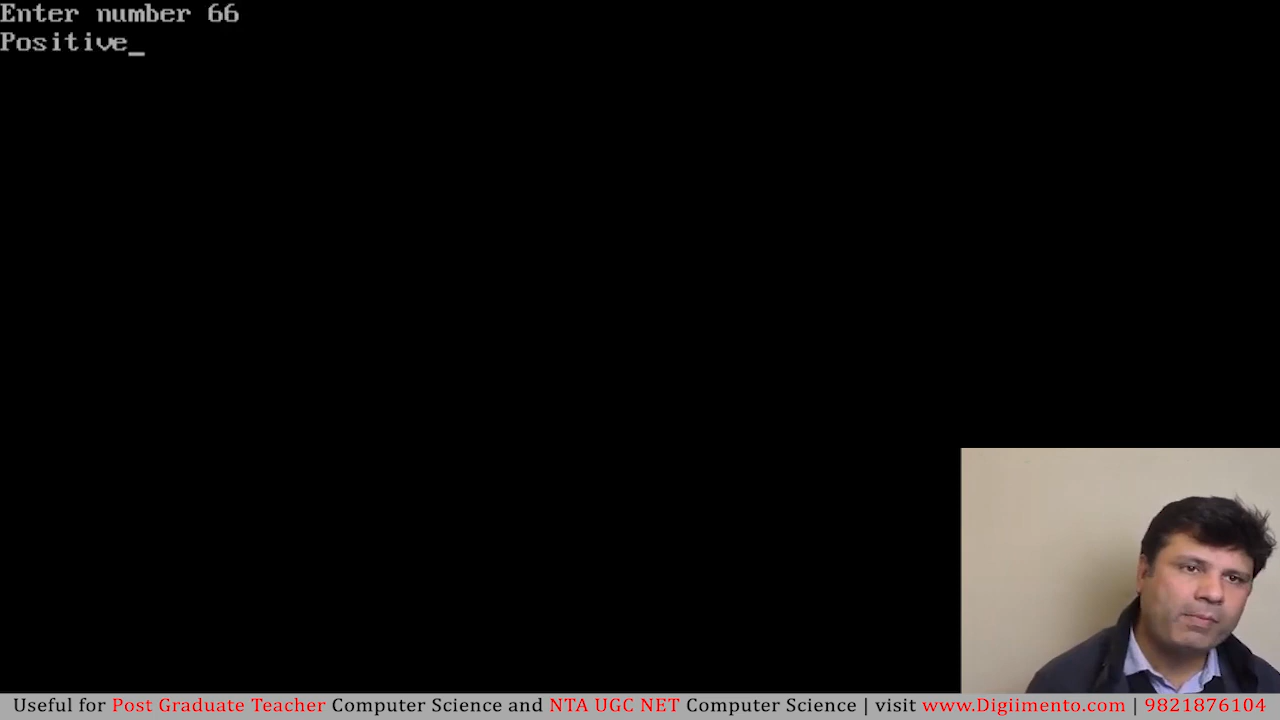 Enter number 66
Positive_
Useful for Post Graduate Teacher Computer Science and NTA UGC NET Computer Science | visit www.Digiimento.com | 9821876104